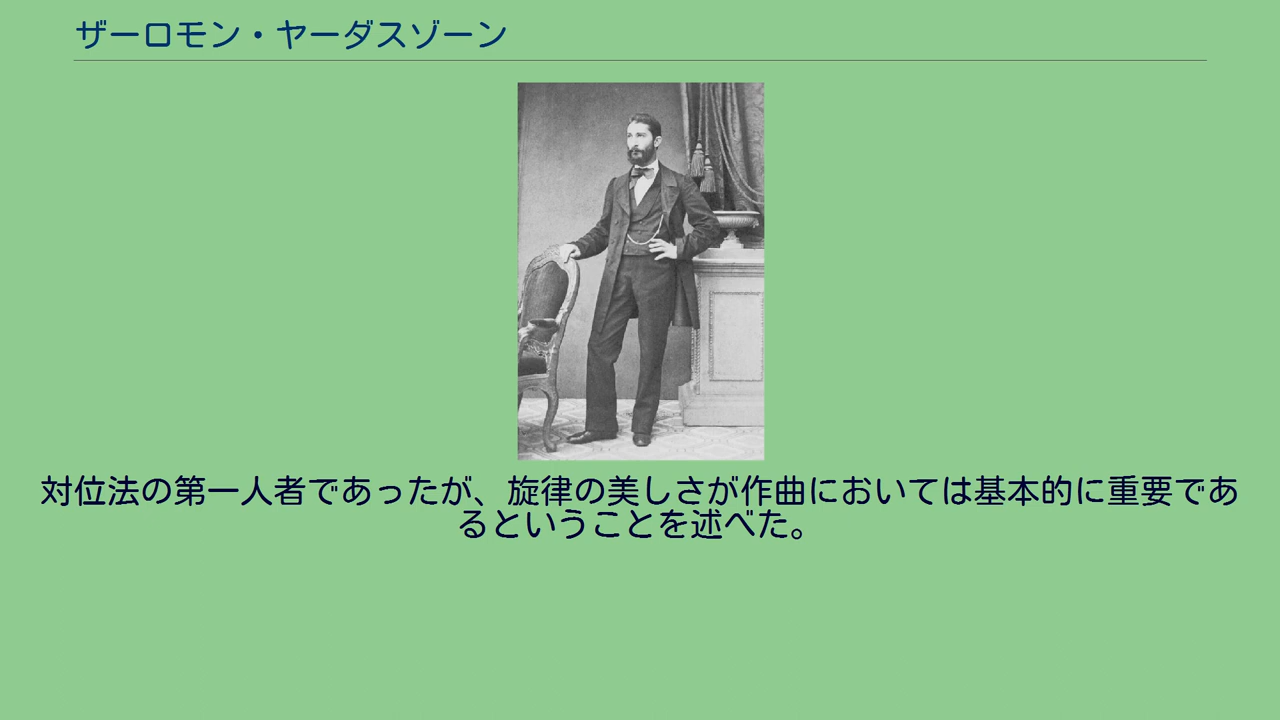 ザーロモン・ヤーダスゾーン
対位法の第一人者であったが、旋律の美しさが作曲においては基本的に重要であ
るということを述べた。